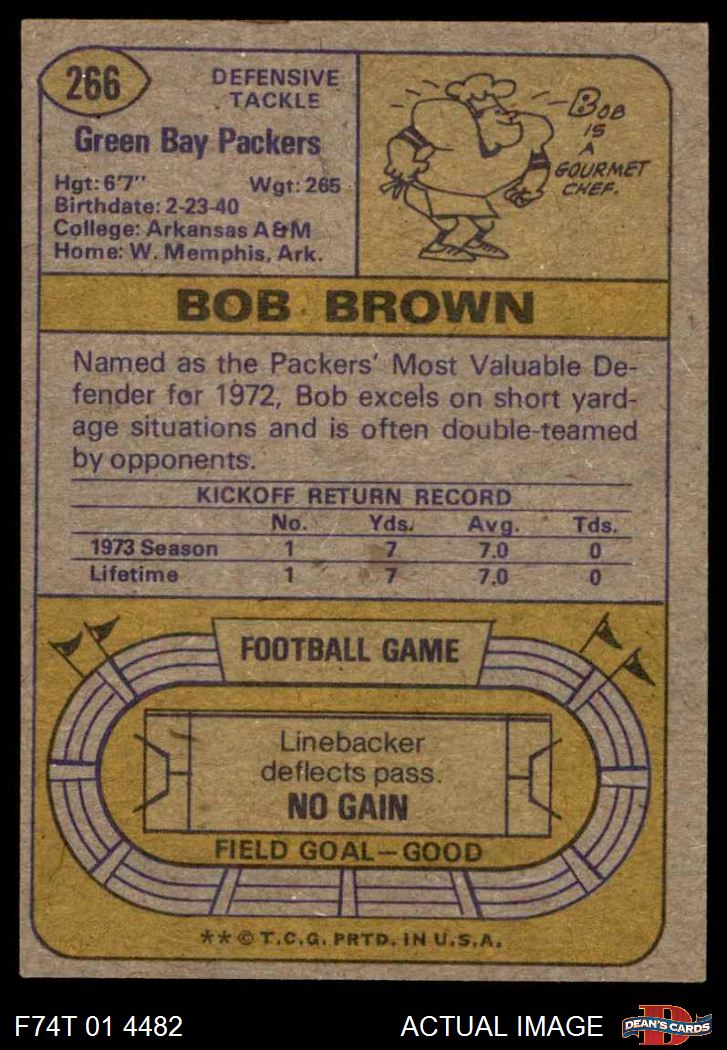 266
DEFENSIVE
TACKLE
Green Bay Packers
Hgt: 6'7" Wgt: 265
Birthdate: 2-23-40
College: Arkansas A&M
Home: W. Memphis, Ark.
BOB
IS
A
GOURMET
CHEF.
BOB BROWN
Named as the Packers' Most Valuable De-
fender for 1972, Bob excels on short yard-
age situations and is often double-teamed
by opponents.
KICKOFF RETURN RECORD
No. Yds. Avg. Tds.
1973 Season 1 7 7.0 0
Lifetime 1 7 7.0 0
FOOTBALL GAME
Linebacker
deflects pass.
NO GAIN
FIELD GOAL—GOOD
** © T.C.G. PRTD. IN U.S.A.
F74T 01 4482 ACTUAL IMAGE
D
DEAN'S CARDS